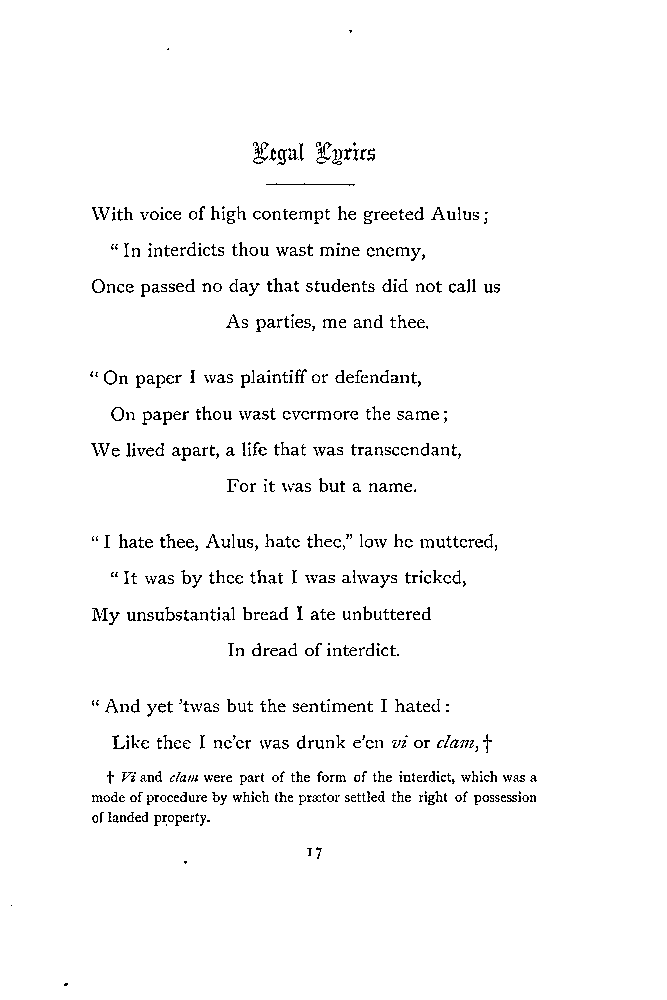 Legal Lyrics
With voice of high contempt he greeted Aulus;
“In interdicts thou wast mine enemy,
Once passed no day that students did not call us
As parties, me and thee.
“On paper I was plaintiff or defendant,
On paper thou wast evermore the same;
We lived apart, a life that was transcendant,
For it was but a name.
“I hate thee, Aulus, hate thee,” low he muttered,
“It was by thee that I was always tricked,
My unsubstantial bread I ate unbuttered
In dread of interdict.
“And yet ’twas but the sentiment I hated:
Like thee I ne’er was drunk e’en vi or clam,†
† Vi and clam were part of the form of the interdict, which was a
mode of procedure by which the prætor settled the right of possession
of landed property.
17